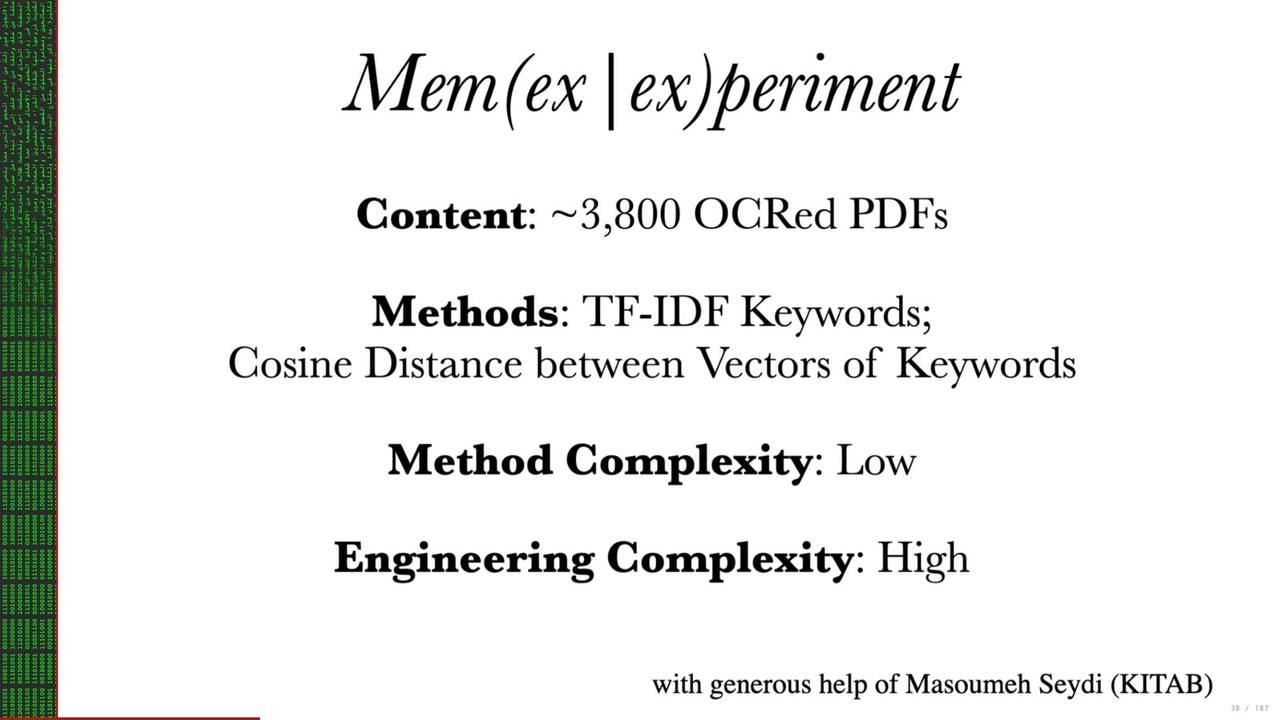 Mem(ex|ex)periment
Content: ~3,800 OCRed PDFs
Methods: TF-IDF Keywords;
Cosine Distance between Vectors of Keywords
Method Complexity: Low
Engineering Complexity: High
with generous help of Masoumeh Seydi (KITAB)
38 / 187